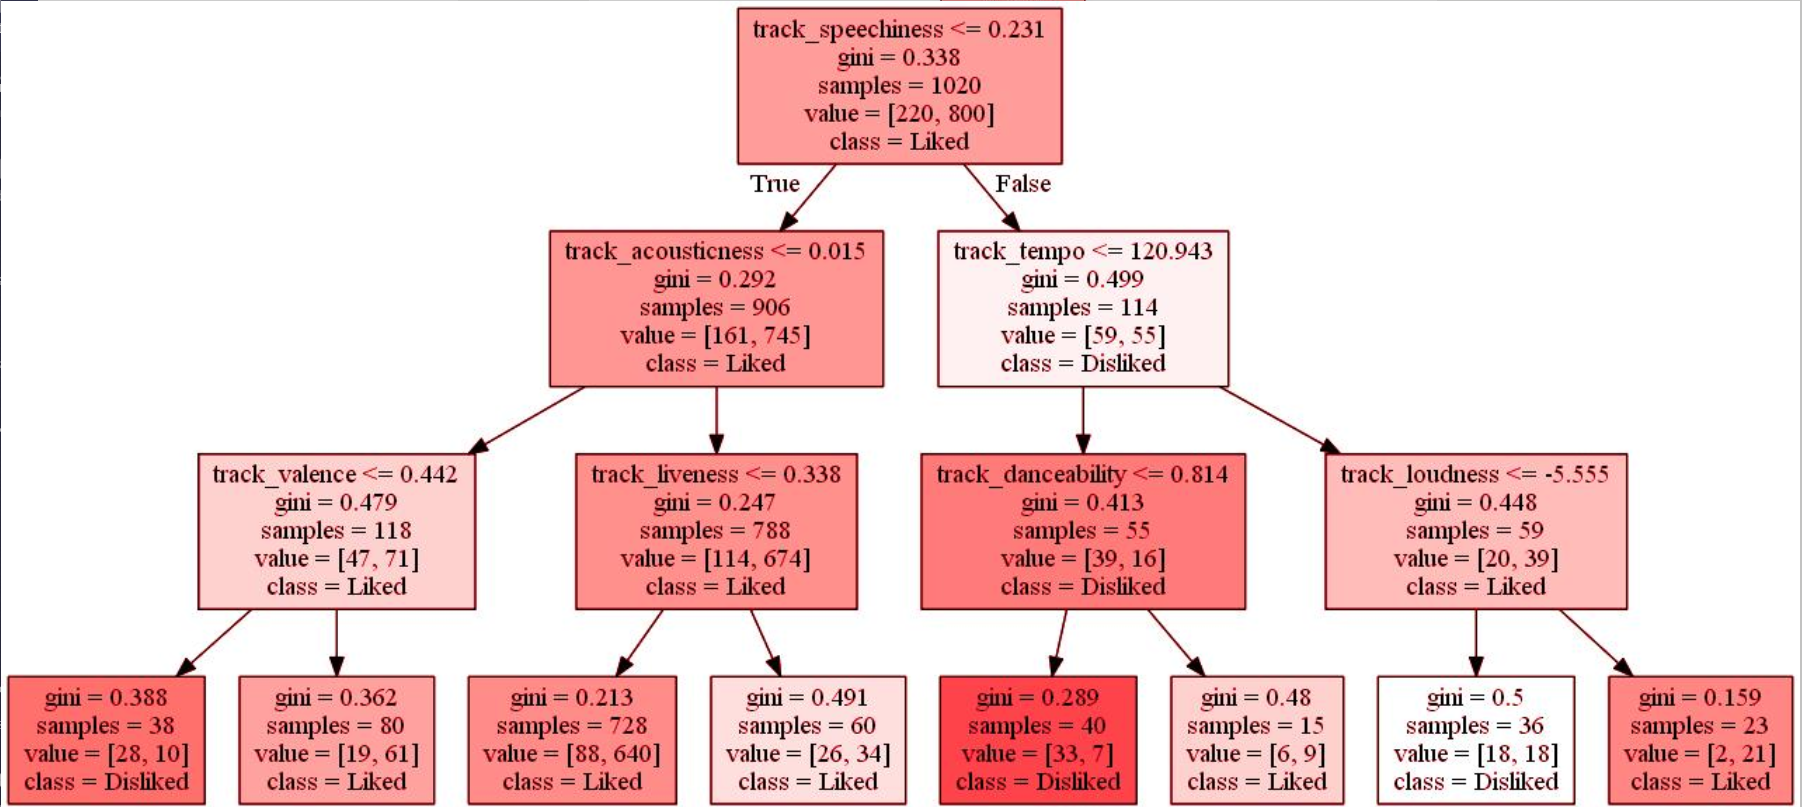 track_speechiness <= 0.231
gini = 0.338
samples = 1020
value = [220, 800]
class = Liked
True
False
track_acousticness <= 0.015
gini = 0.292
samples = 906
value = [161, 745]
class = Liked
track_tempo <= 120.943
gini = 0.499
samples = 114
value = [59, 55]
class = Disliked
track_valence <= 0.442
gini = 0.479
samples = 118
value = [47, 71]
class = Liked
track_liveness <= 0.338
gini = 0.247
samples = 788
value = [114, 674]
class = Liked
track_danceability <= 0.814
gini = 0.413
samples = 55
value = [39, 16]
class = Disliked
track_loudness <= -5.555
gini = 0.448
samples = 59
value = [20, 39]
class = Liked
gini = 0.388
samples = 38
value = [28, 10]
class = Disliked
gini = 0.362
samples = 80
value = [19, 61]
class = Liked
gini = 0.213
samples = 728
value = [88, 640]
class = Liked
gini = 0.491
samples = 60
value = [26, 34]
class = Liked
gini = 0.289
samples = 40
value = [33, 7]
class = Disliked
gini = 0.48
samples = 15
value = [6, 9]
class = Liked
gini = 0.5
samples = 36
value = [18, 18]
class = Disliked
gini = 0.159
samples = 23
value = [2, 21]
class = Liked